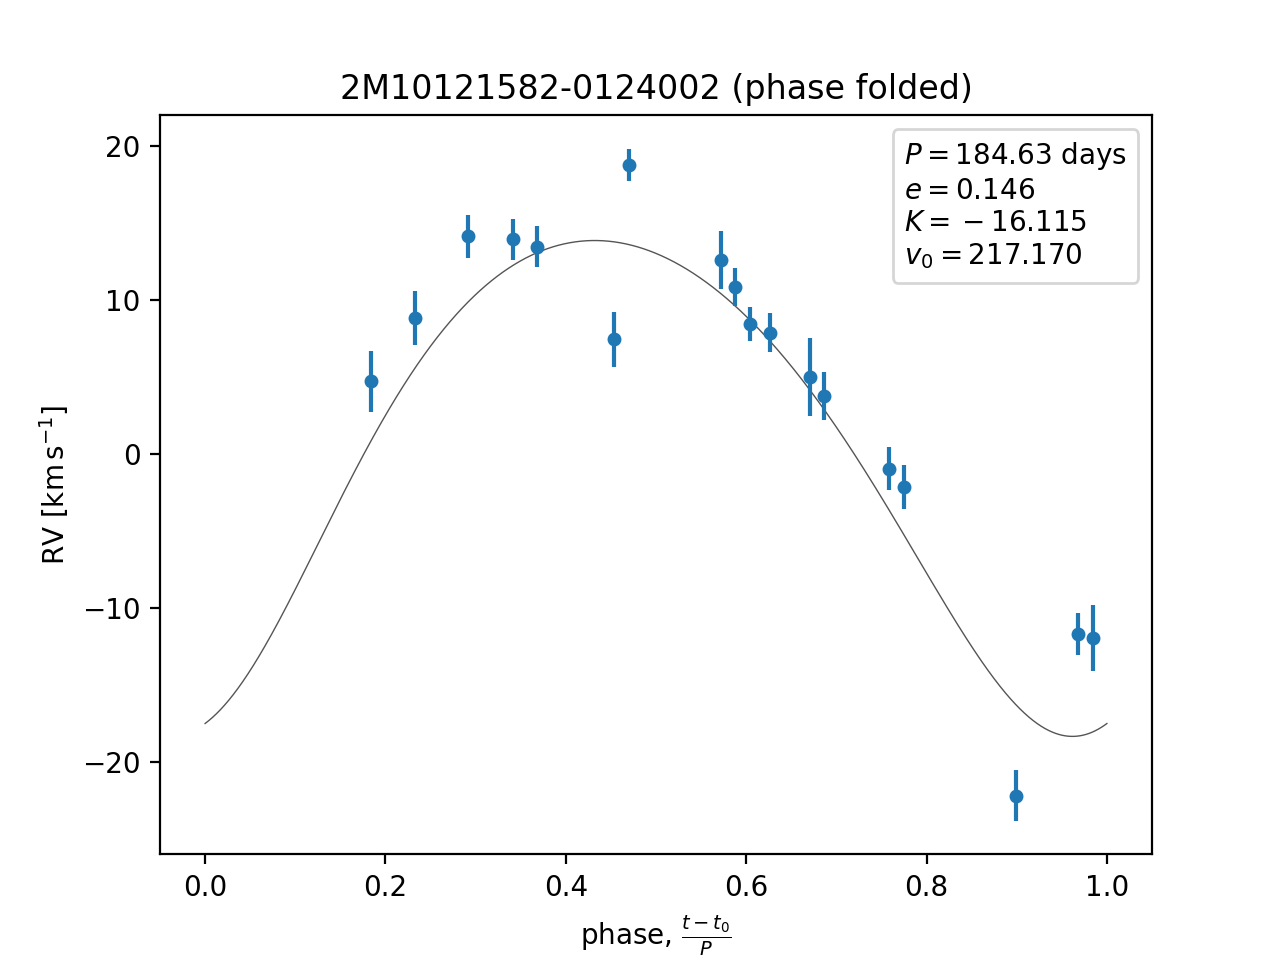 2M10121582-0124002 (phase folded)
P = 184.63 days
e = 0.146
K = −16.115
v₀ = 217.170
20
10
0
−10
−20
RV [km s⁻¹]
0.0 0.2 0.4 0.6 0.8 1.0
phase, (t − t₀)/P